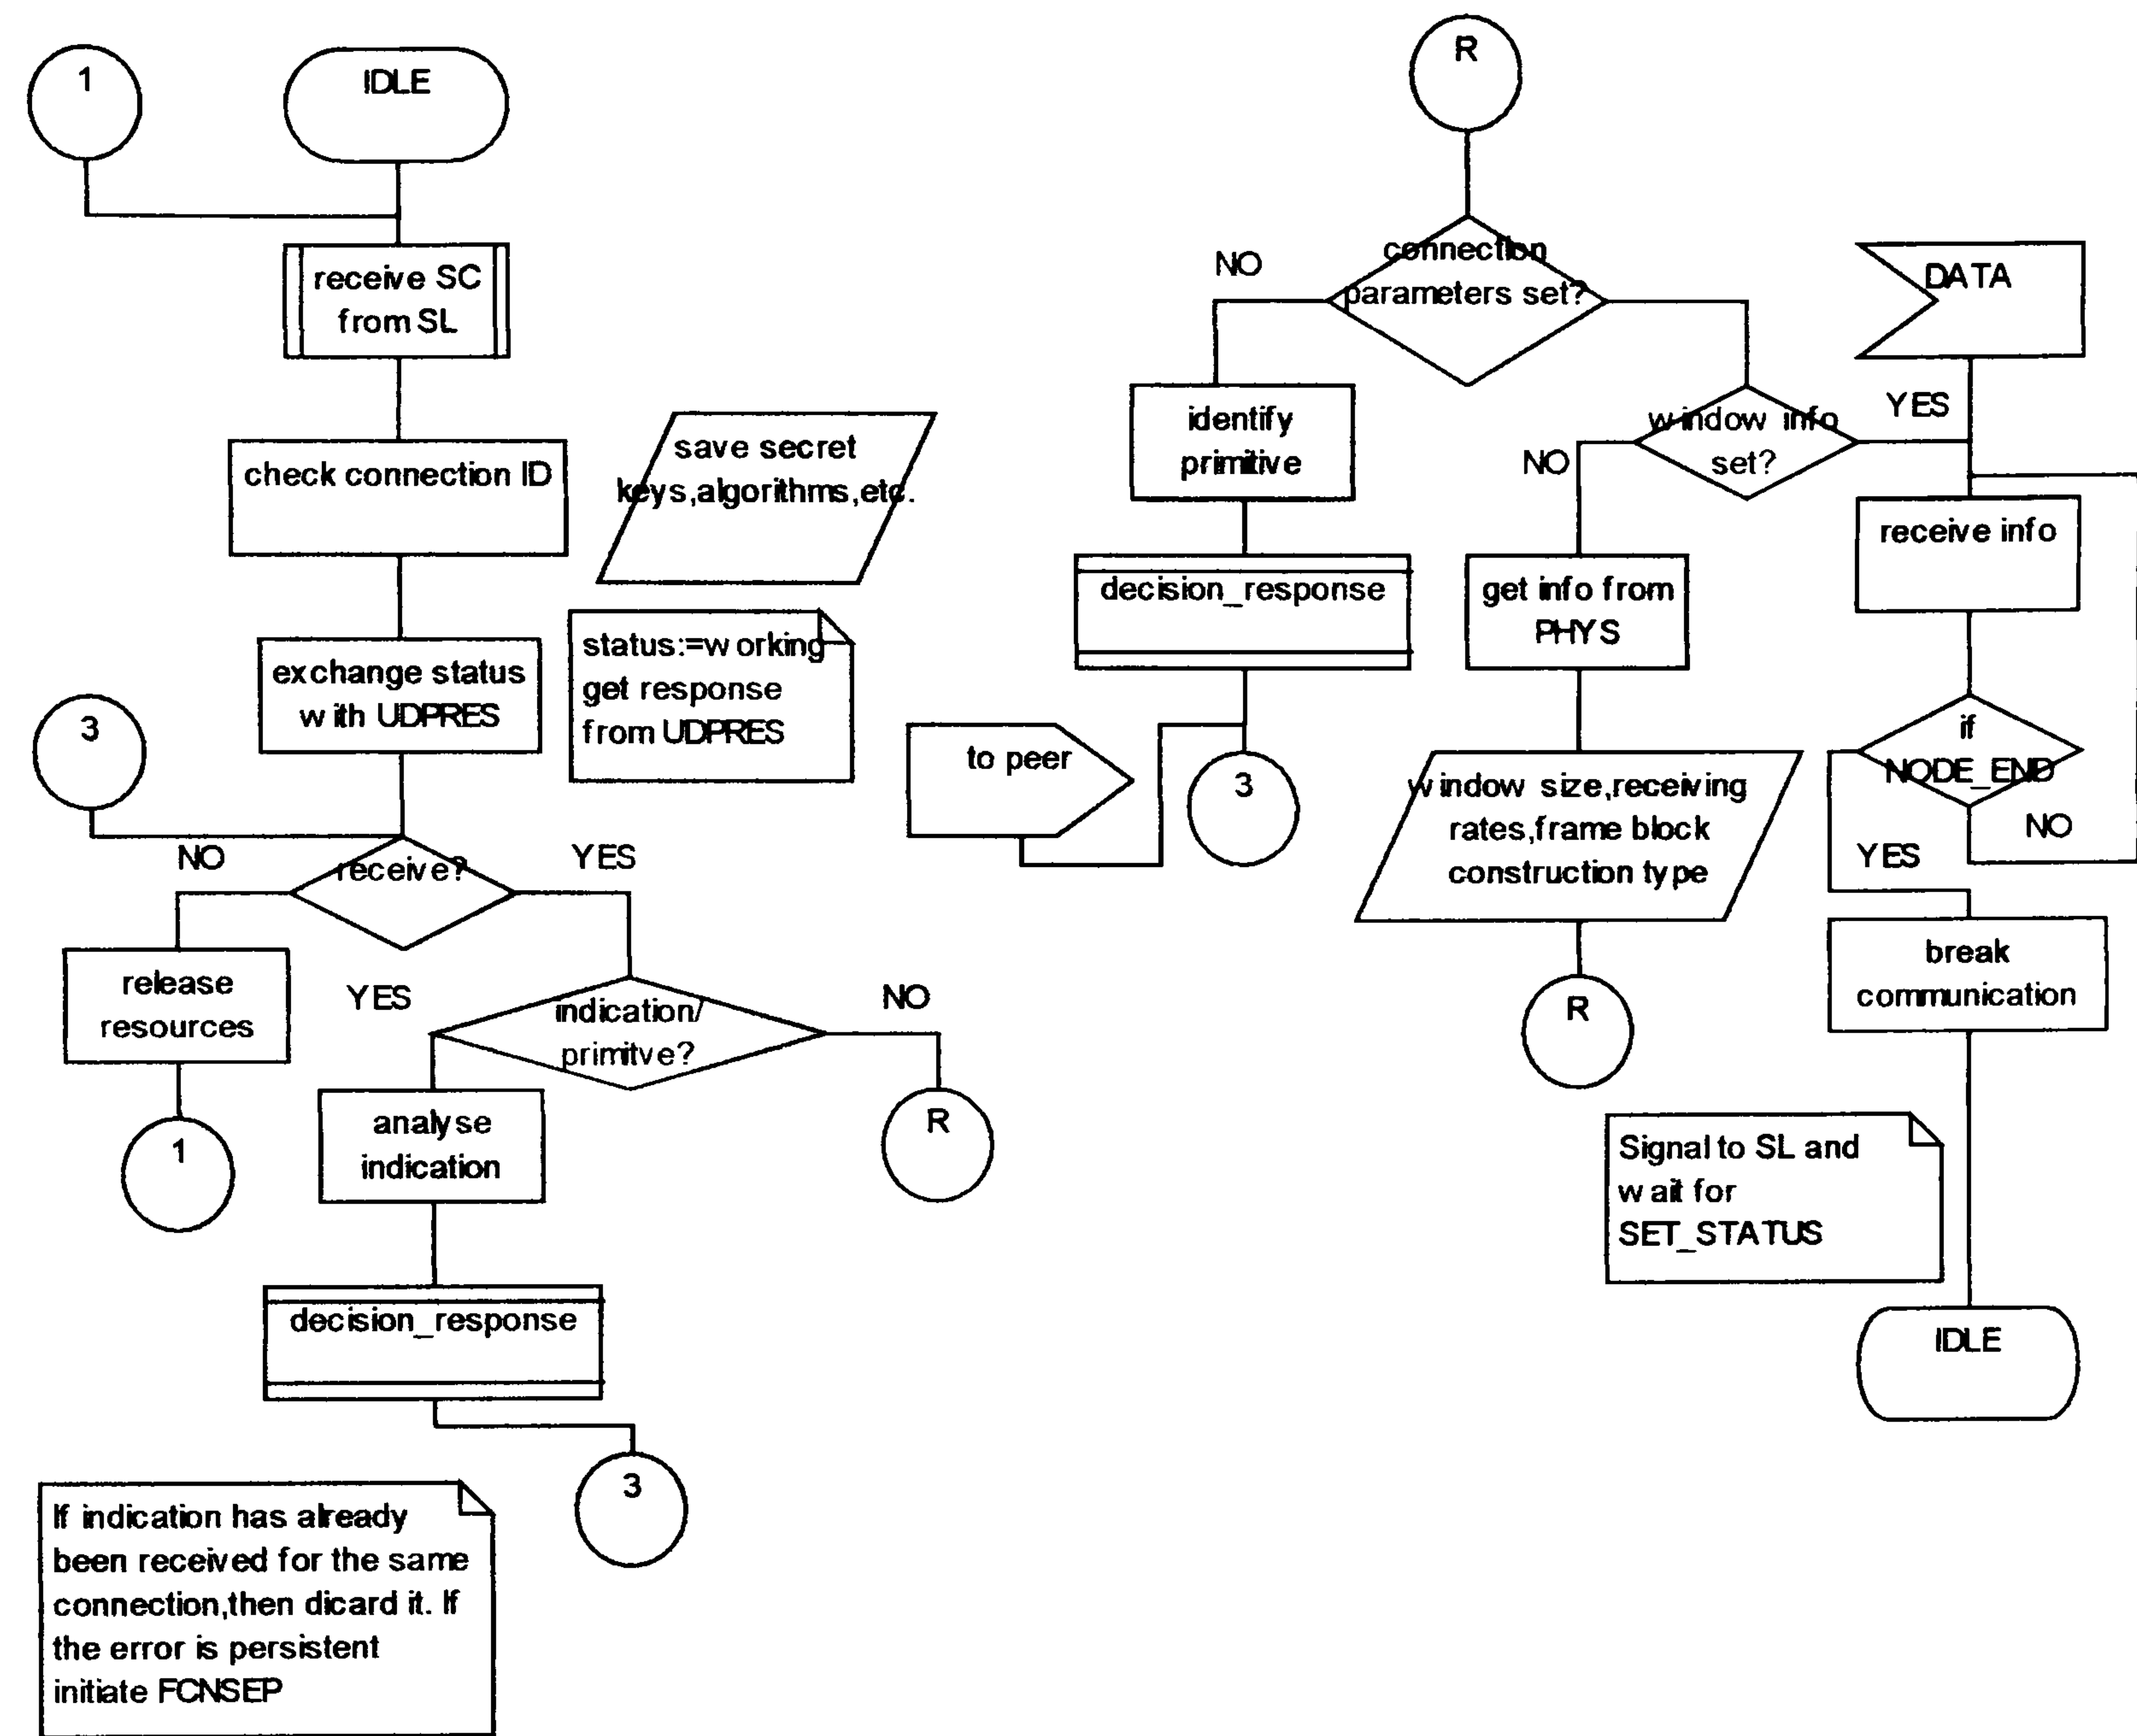 1
IDLE
receive SC
from SL
check connection ID
save secret
keys,algorithms,etc.
exchange status
with UDPRES
status:=working
get response
from UDPRES
3
receive?
NO
YES
release
resources
1
indication/
primitve?
YES
NO
analyse
indication
R
decision_response
3
If indication has already
been received for the same
connection,then dicard it. If
the error is persistent
initiate FCNSEP
R
connection
parameters set?
NO
identify
primitive
decision_response
to peer
3
window info
set?
NO
YES
get info from
PHYS
window size,receiving
rates,frame block
construction type
R
DATA
receive info
if
NODE_END
NO
YES
break
communication
Signal to SL and
wait for
SET_STATUS
IDLE